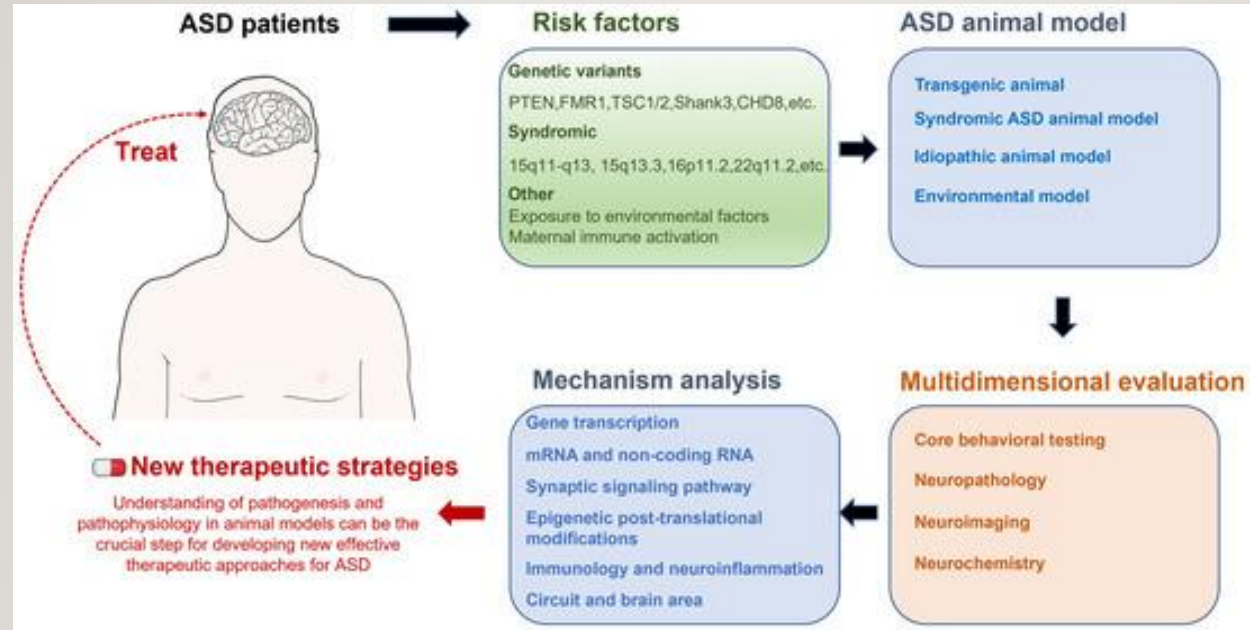 ASD patients
Risk factors
Genetic variants
PTEN,FMR1,TSC1/2,Shank3,CHD8,etc.
Syndromic
15q11-q13, 15q13.3,16p11.2,22q11.2,etc.
Other
Exposure to environmental factors
Maternal immune activation
ASD animal model
Transgenic animal
Syndromic ASD animal model
Idiopathic animal model
Environmental model
Multidimensional evaluation
Core behavioral testing
Neuropathology
Neuroimaging
Neurochemistry
Mechanism analysis
Gene transcription
mRNA and non-coding RNA
Synaptic signaling pathway
Epigenetic post-translational
modifications
Immunology and neuroinflammation
Circuit and brain area
New therapeutic strategies
Understanding of pathogenesis and
pathophysiology in animal models can be the
crucial step for developing new effective
therapeutic approaches for ASD
Treat